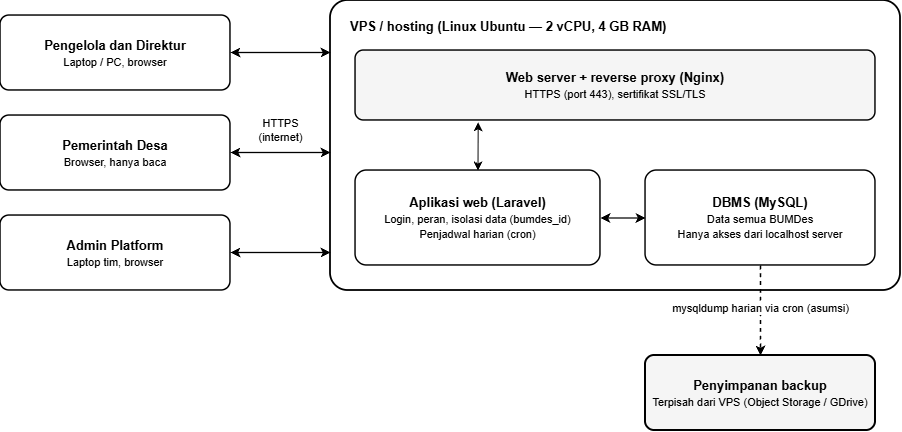 VPS / hosting (Linux Ubuntu — 2 vCPU, 4 GB RAM)
Pengelola dan Direktur
Laptop / PC, browser
Web server + reverse proxy (Nginx)
HTTPS (port 443), sertifikat SSL/TLS
HTTPS
(internet)
Pemerintah Desa
Browser, hanya baca
Aplikasi web (Laravel)
Login, peran, isolasi data (bumdes_id)
Penjadwal harian (cron)
DBMS (MySQL)
Data semua BUMDes
Hanya akses dari localhost server
Admin Platform
Laptop tim, browser
mysqldump harian via cron (asumsi)
Penyimpanan backup
Terpisah dari VPS (Object Storage / GDrive)